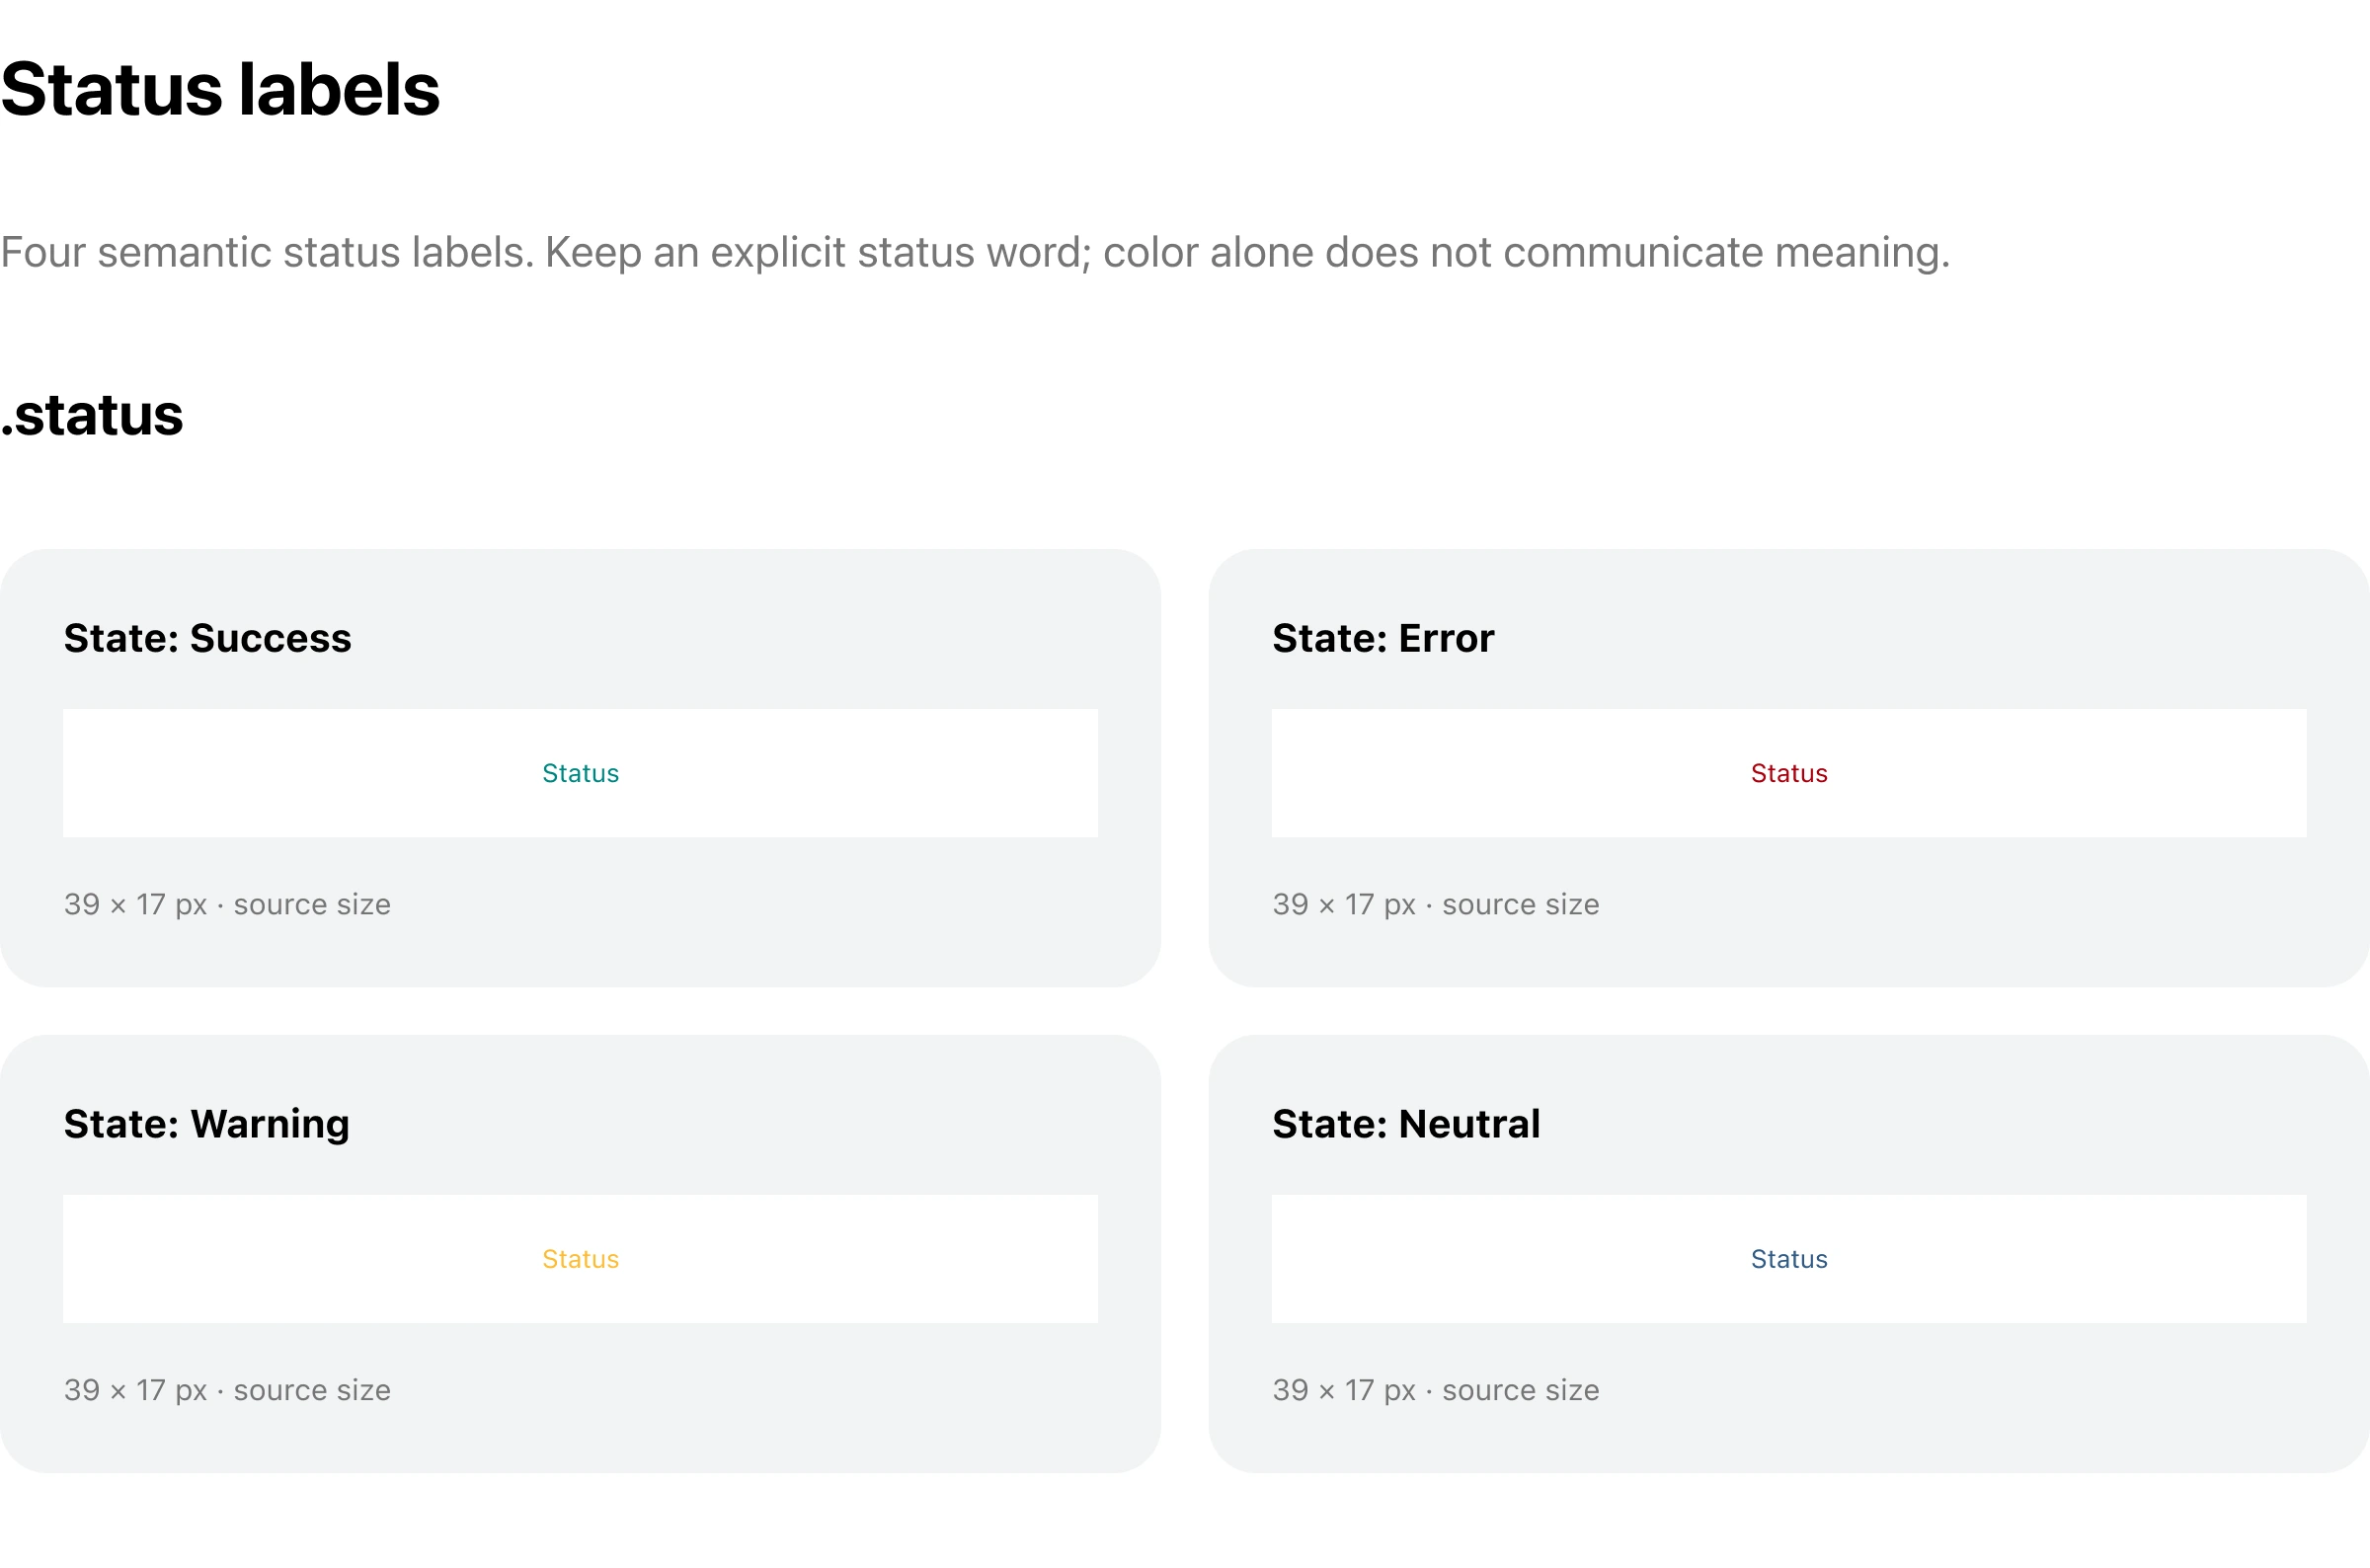 Status labels
Four semantic status labels. Keep an explicit status word; color alone does not communicate meaning.
.status
State: Success
Status
39 × 17 px · source size
State: Error
Status
39 × 17 px · source size
State: Warning
Status
39 × 17 px · source size
State: Neutral
Status
39 × 17 px · source size